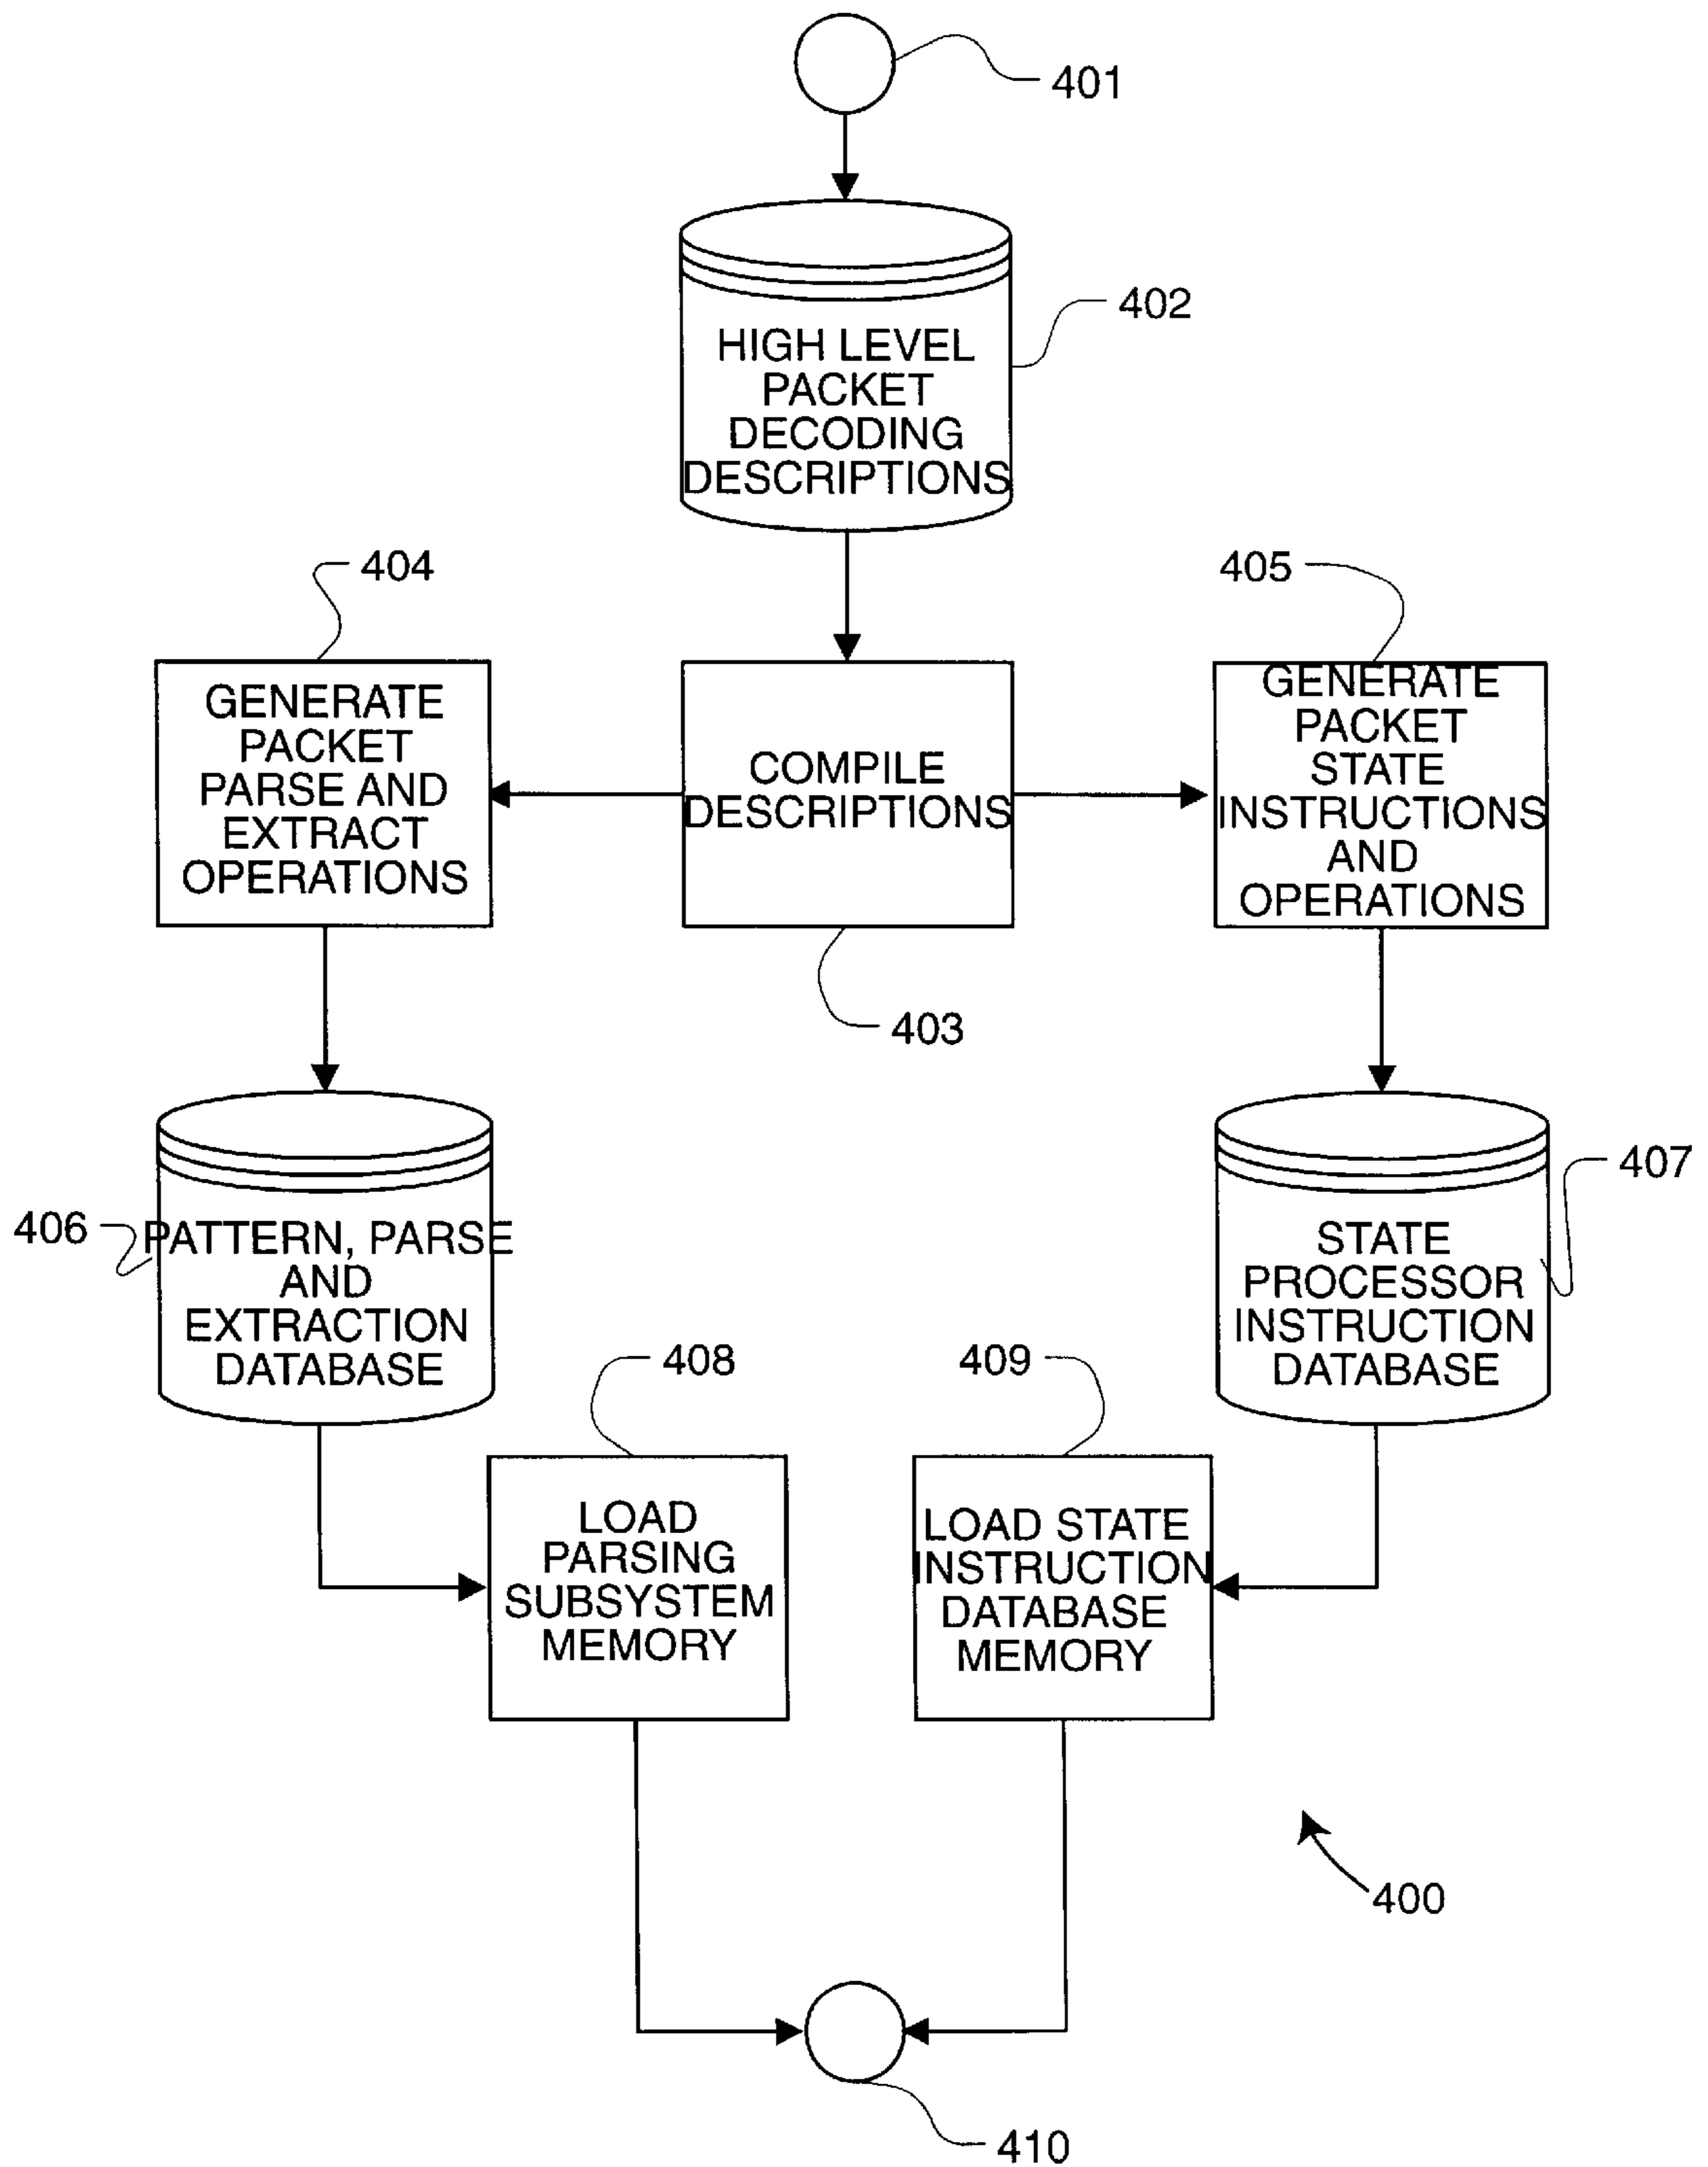 401
402
HIGH LEVEL
PACKET
DECODING
DESCRIPTIONS
404
405
GENERATE
PACKET
PARSE AND
EXTRACT
OPERATIONS
COMPILE
DESCRIPTIONS
GENERATE
PACKET
STATE
INSTRUCTIONS
AND
OPERATIONS
403
406
PATTERN, PARSE
AND
EXTRACTION
DATABASE
407
STATE
PROCESSOR
INSTRUCTION
DATABASE
408
409
LOAD
PARSING
SUBSYSTEM
MEMORY
LOAD STATE
INSTRUCTION
DATABASE
MEMORY
400
410